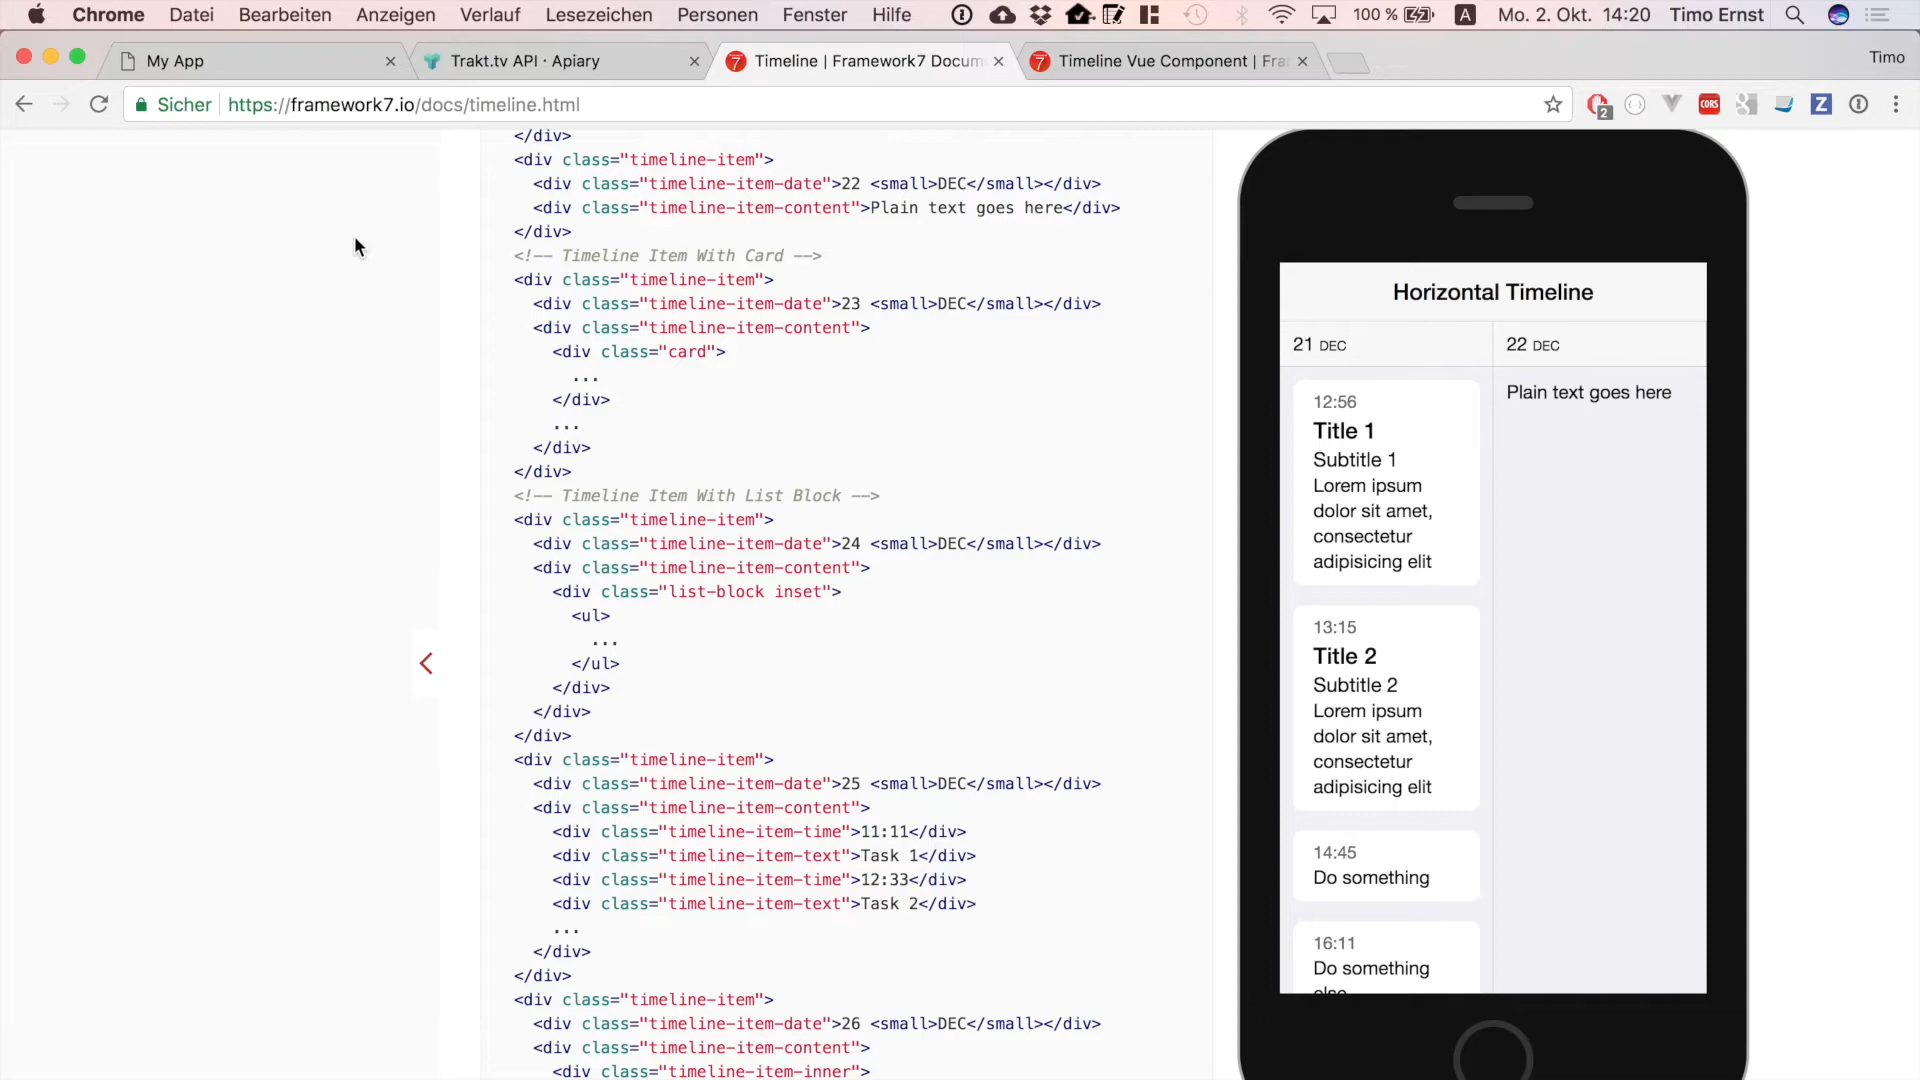 Chrome Datei Bearbeiten Anzeigen Verlauf Lesezeichen Personen Fenster Hilfe 100 % A Mo. 2. Okt. 14:20 Timo Ernst
My App Trakt.tv API · Apiary Timeline | Framework7 Docum Timeline Vue Component | Fra Timo
Sicher https://framework7.io/docs/timeline.html 2 CORS Z
</div>
<div class="timeline-item">
<div class="timeline-item-date">22 <small>DEC</small></div>
<div class="timeline-item-content">Plain text goes here</div>
</div>
<!-- Timeline Item With Card -->
<div class="timeline-item">
<div class="timeline-item-date">23 <small>DEC</small></div>
<div class="timeline-item-content">
<div class="card">
...
</div>
...
</div>
</div>
<!-- Timeline Item With List Block -->
<div class="timeline-item">
<div class="timeline-item-date">24 <small>DEC</small></div>
<div class="timeline-item-content">
<div class="list-block inset">
<ul>
...
</ul>
</div>
</div>
</div>
<div class="timeline-item">
<div class="timeline-item-date">25 <small>DEC</small></div>
<div class="timeline-item-content">
<div class="timeline-item-time">11:11</div>
<div class="timeline-item-text">Task 1</div>
<div class="timeline-item-time">12:33</div>
<div class="timeline-item-text">Task 2</div>
...
</div>
</div>
<div class="timeline-item">
<div class="timeline-item-date">26 <small>DEC</small></div>
<div class="timeline-item-content">
<div class="timeline-item-inner">
Horizontal Timeline
21 DEC
12:56
Title 1
Subtitle 1
Lorem ipsum
dolor sit amet,
consectetur
adipisicing elit
13:15
Title 2
Subtitle 2
Lorem ipsum
dolor sit amet,
consectetur
adipisicing elit
14:45
Do something
16:11
Do something
else
22 DEC
Plain text goes here